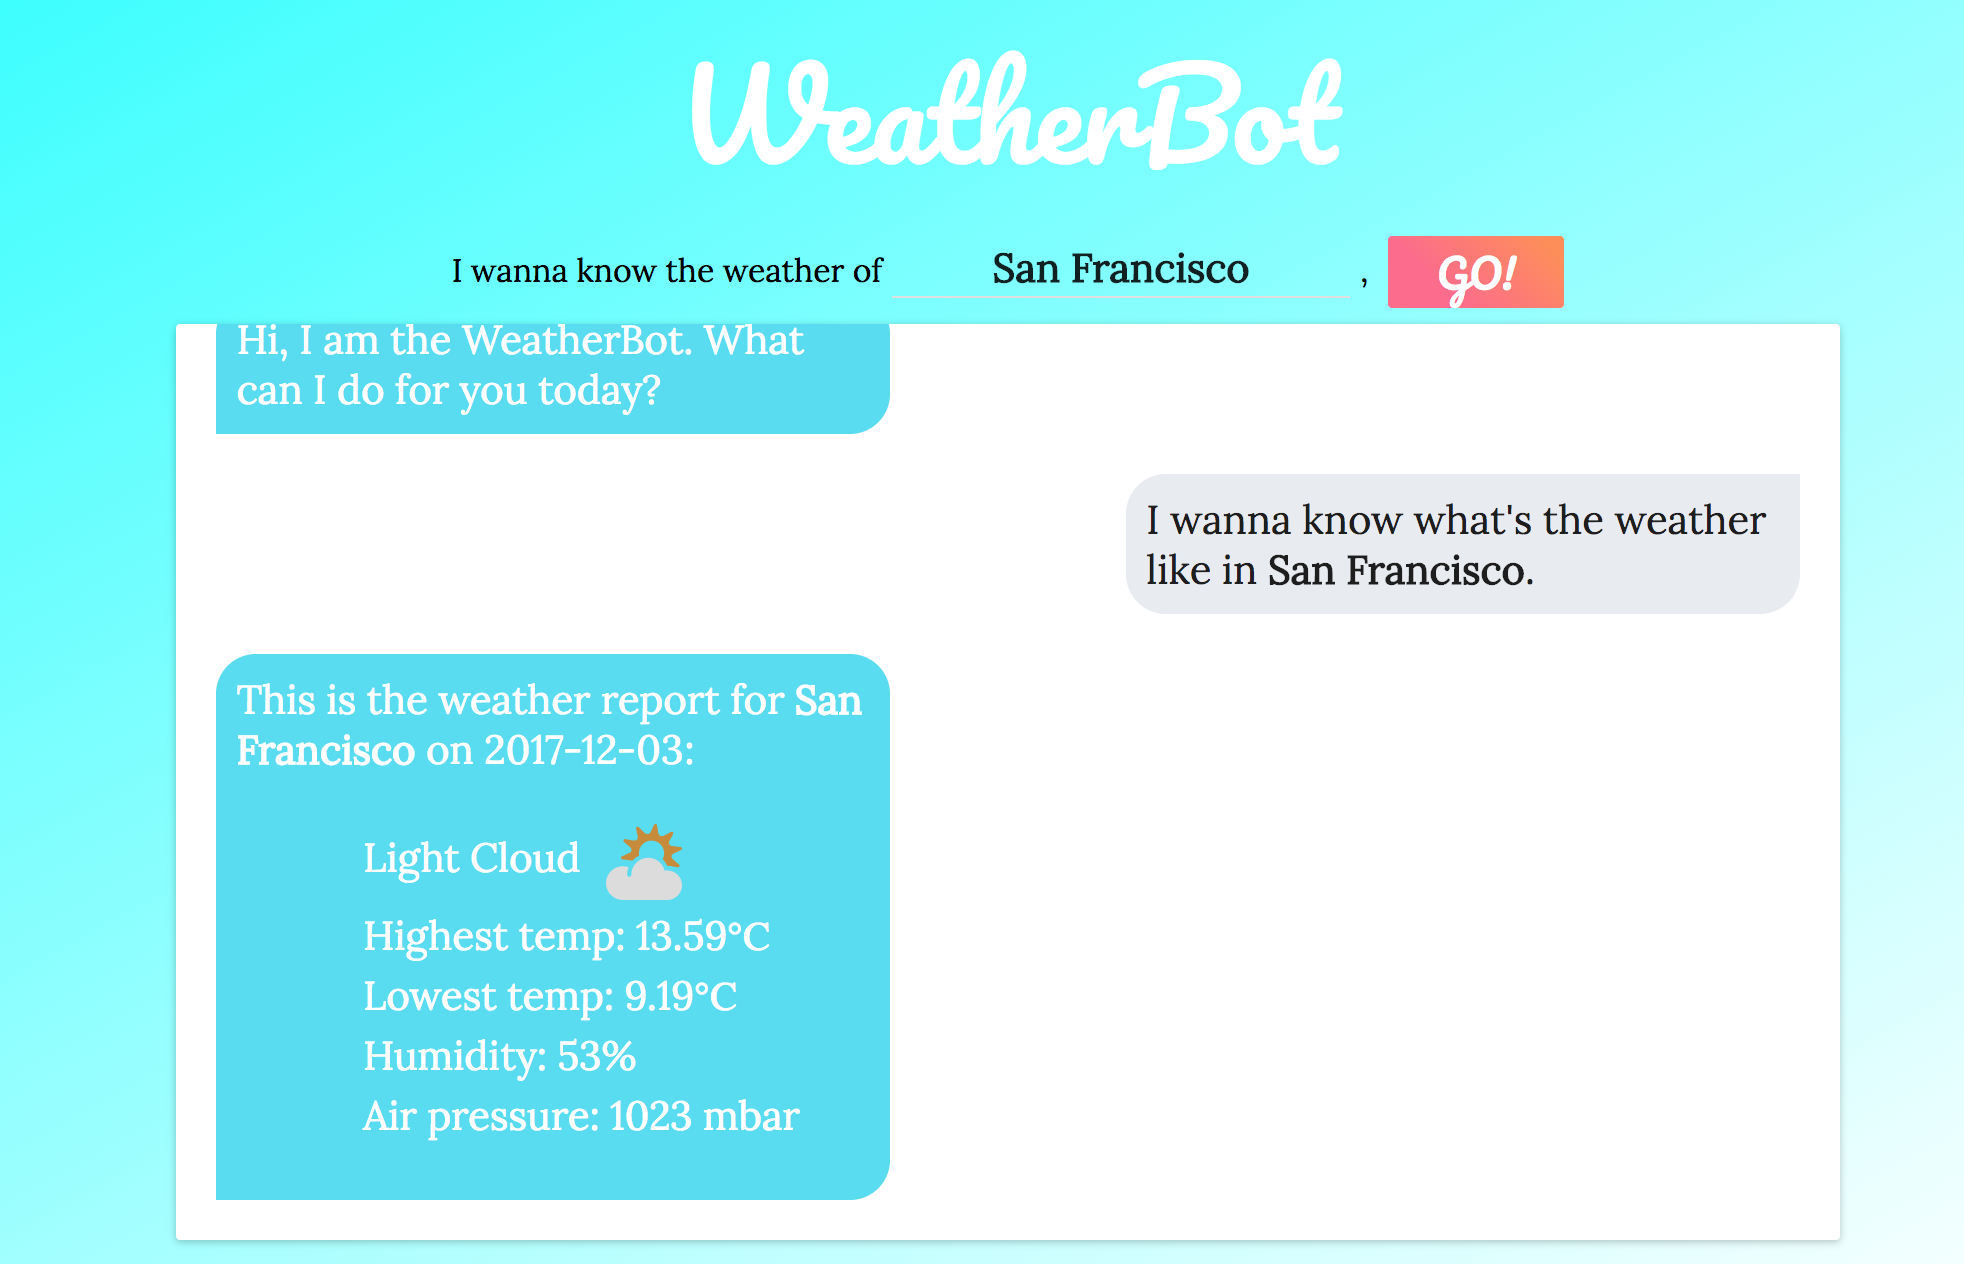 WeatherBot
I wanna know the weather of San Francisco , GO!
Hi, I am the WeatherBot. What
can I do for you today?
I wanna know what's the weather
like in San Francisco.
This is the weather report for San
Francisco on 2017-12-03:
Light Cloud
Highest temp: 13.59°C
Lowest temp: 9.19°C
Humidity: 53%
Air pressure: 1023 mbar